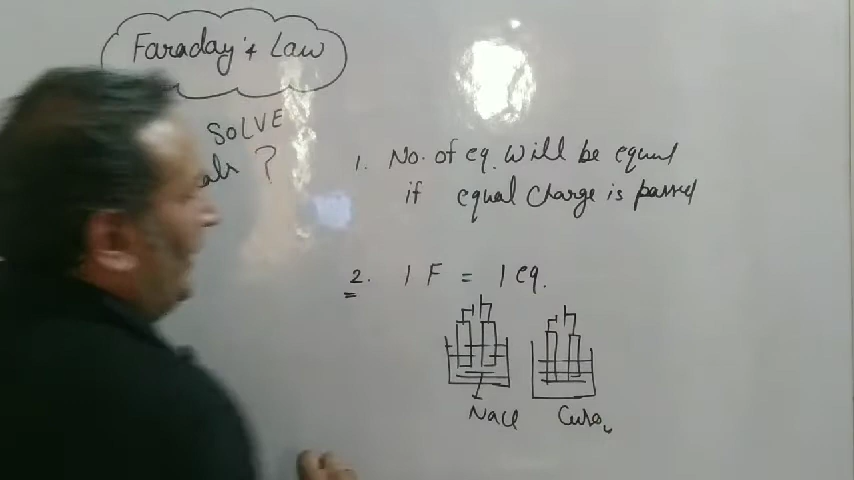 Faraday's Law
SOLVE
?
1. No. of eq. will be equal
if equal charge is passed
2. 1 F = 1 eq.
NaCl CuSO4